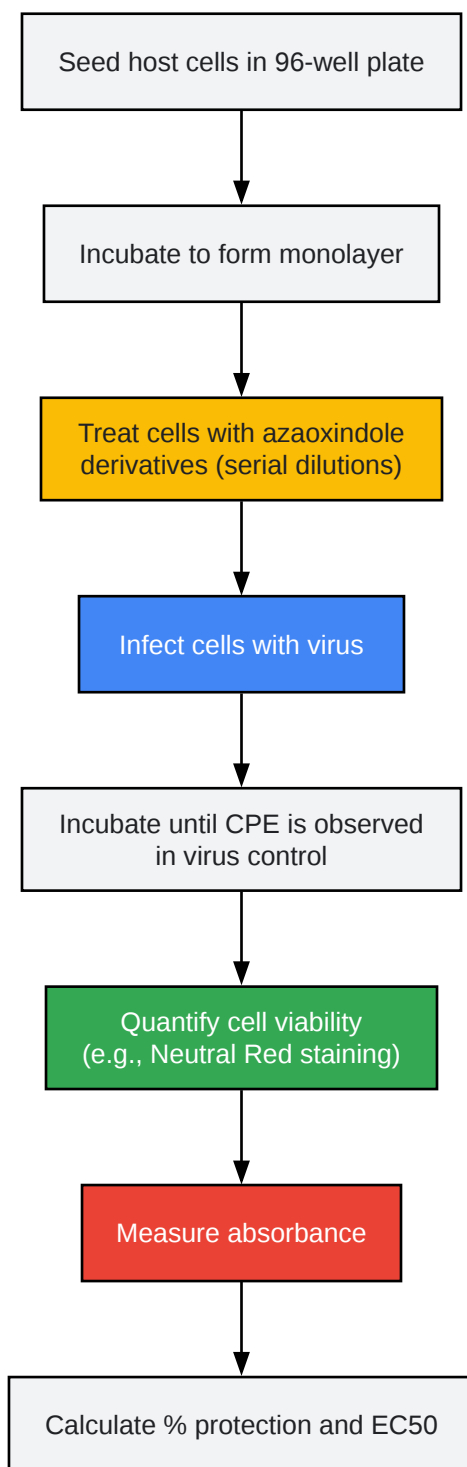 Seed host cells in 96-well plate
Incubate to form monolayer
Treat cells with azaoxindole
derivatives (serial dilutions)
Infect cells with virus
Incubate until CPE is observed
in virus control
Quantify cell viability
(e.g., Neutral Red staining)
Measure absorbance
Calculate % protection and EC50